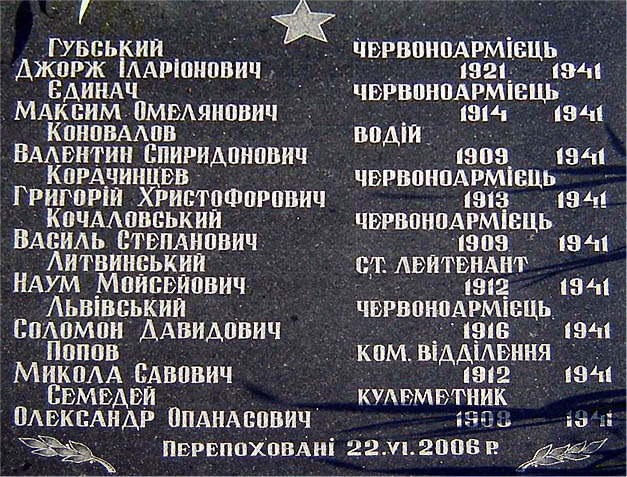 Губський Червоноармієць
Джорж Іларіонович 1921 1941
Єдинач Червоноармієць
Максим Омелянович 1914 1941
Коновалов Водій
Валентин Спиридонович 1909 1941
Корачинцев Червоноармієць
Григорій Христофорович 1913 1941
Кочаловський Червоноармієць
Василь Степанович 1909 1941
Литвинський Ст. лейтенант
Наум Мойсейович 1912 1941
Львівський Червоноармієць
Соломон Давидович 1916 1941
Попов Ком. відділення
Микола Савович 1912 1941
Семедей Кулеметник
Олександр Опанасович 1908 1941
Перепоховані 22.VI.2006 р.